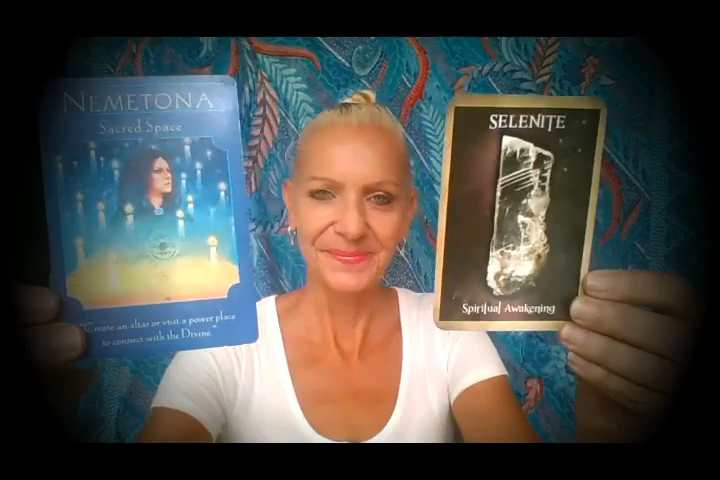 NEMETONA
Sacred Space
"Create an altar or visit a power place
to connect with the Divine."
SELENITE
Spiritual Awakening